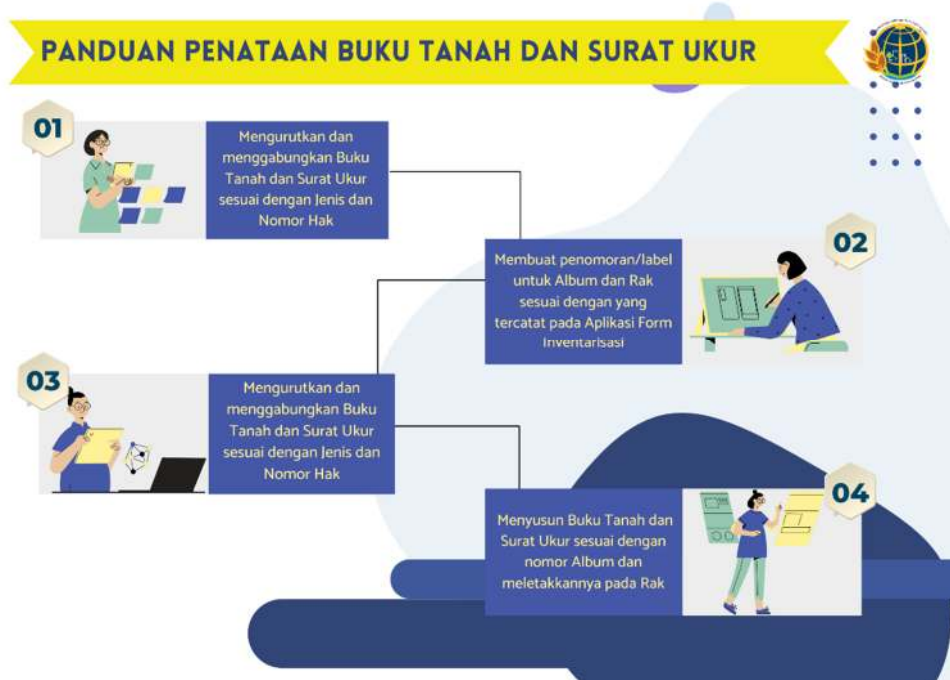 PANDUAN PENATAAN BUKU TANAH DAN SURAT UKUR
01
Mengurutkan dan
menggabungkan Buku
Tanah dan Surat Ukur
sesuai dengan Jenis dan
Nomor Hak
02
Membuat penomoran/label
untuk Album dan Rak
sesuai dengan yang
tercatat pada Aplikasi Form
Inventarisasi
03
Mengurutkan dan
menggabungkan Buku
Tanah dan Surat Ukur
sesuai dengan Jenis dan
Nomor Hak
04
Menyusun Buku Tanah dan
Surat Ukur sesuai dengan
nomor Album dan
meletakkannya pada Rak